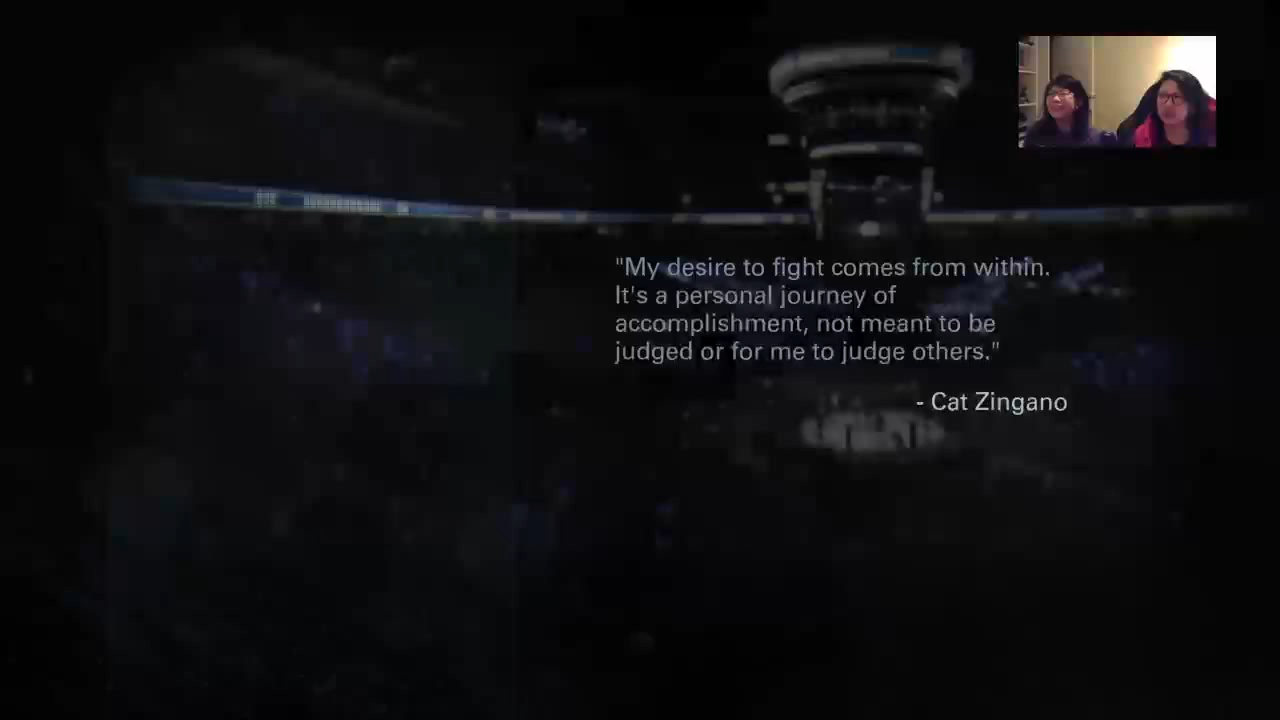 "My desire to fight comes from within.
It's a personal journey of
accomplishment, not meant to be
judged or for me to judge others."
- Cat Zingano